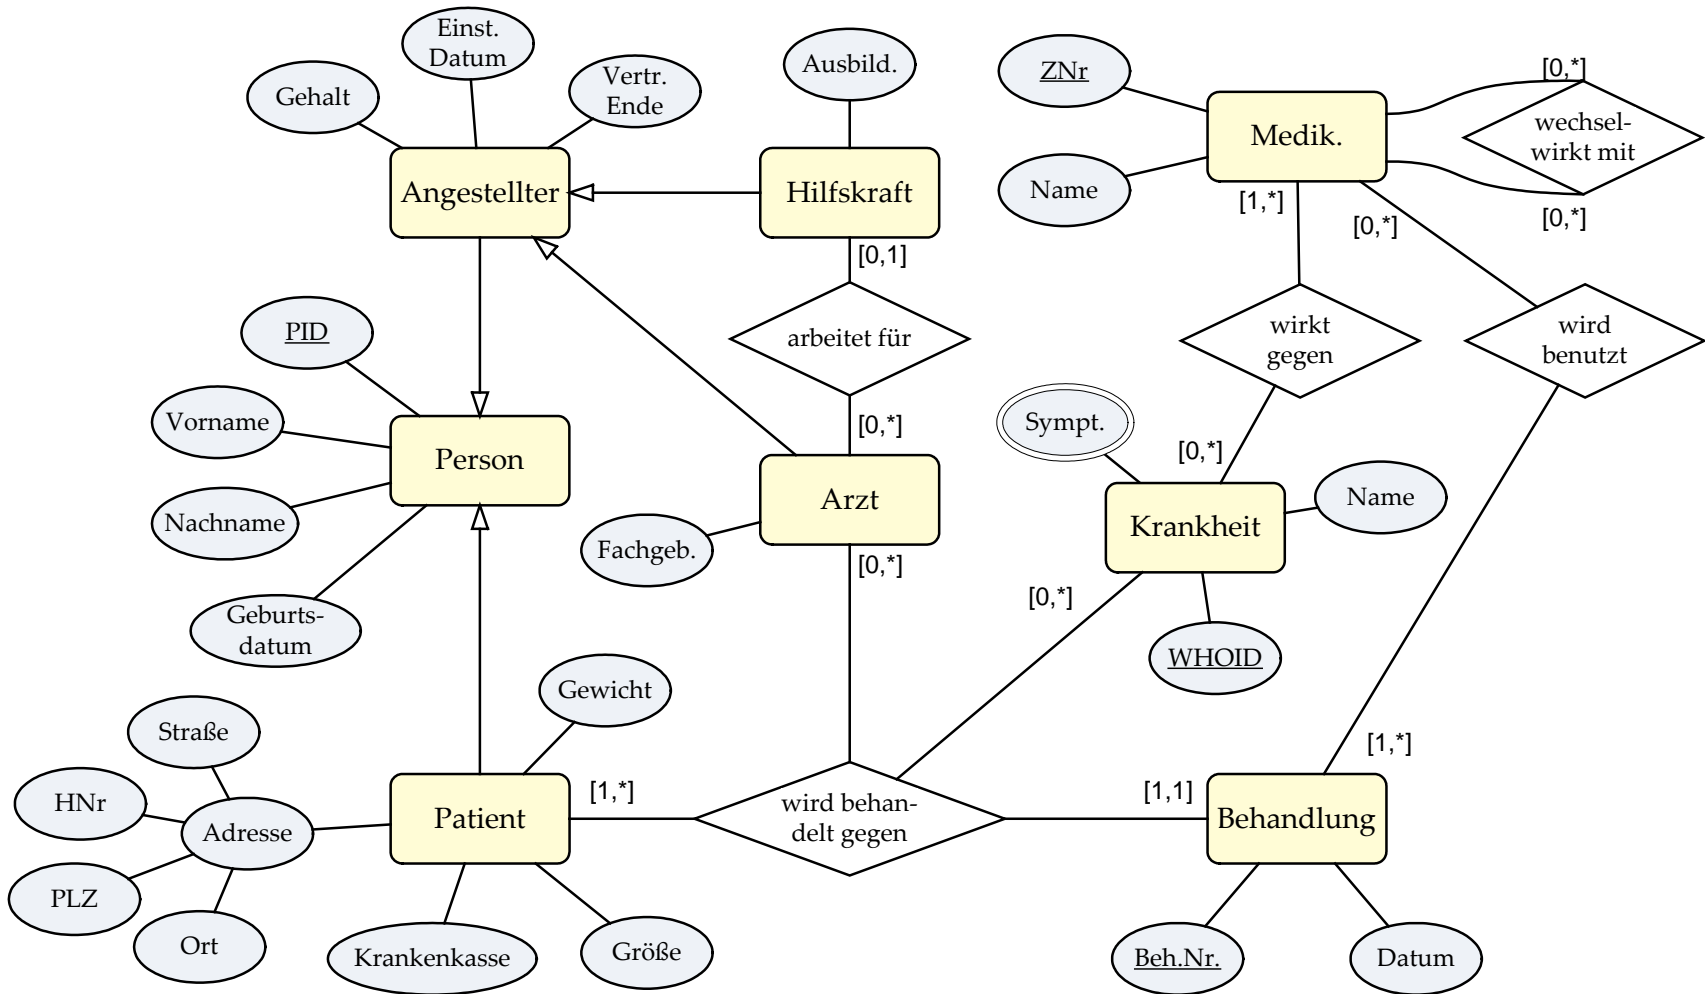 Einst.
Datum
Gehalt
Vertr.
Ende
Ausbild.
ZNr
[0,*]
Angestellter
Hilfskraft
Medik.
wechsel-
wirkt mit
Name
[1,*]
[0,*]
[0,*]
[0,1]
PID
arbeitet für
wirkt
gegen
wird
benutzt
Vorname
Person
[0,*]
Sympt.
[0,*]
Nachname
Arzt
Krankheit
Name
Fachgeb.
[0,*]
[0,*]
Geburts-
datum
WHOID
Gewicht
Straße
[1,*]
HNr
Adresse
Patient
[1,*]
wird behan-
delt gegen
[1,1]
Behandlung
PLZ
Ort
Krankenkasse
Größe
Beh.Nr.
Datum